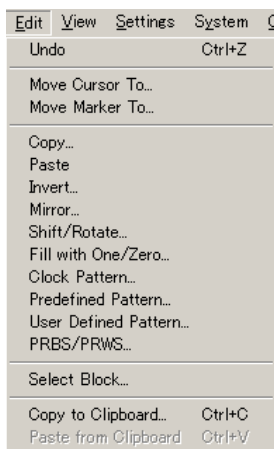 Edit View Settings System
Undo Ctrl+Z
Move Cursor To...
Move Marker To...
Copy...
Paste
Invert...
Mirror...
Shift/Rotate...
Fill with One/Zero...
Clock Pattern...
Predefined Pattern...
User Defined Pattern...
PRBS/PRWS...
Select Block...
Copy to Clipboard... Ctrl+C
Paste from Clipboard Ctrl+V